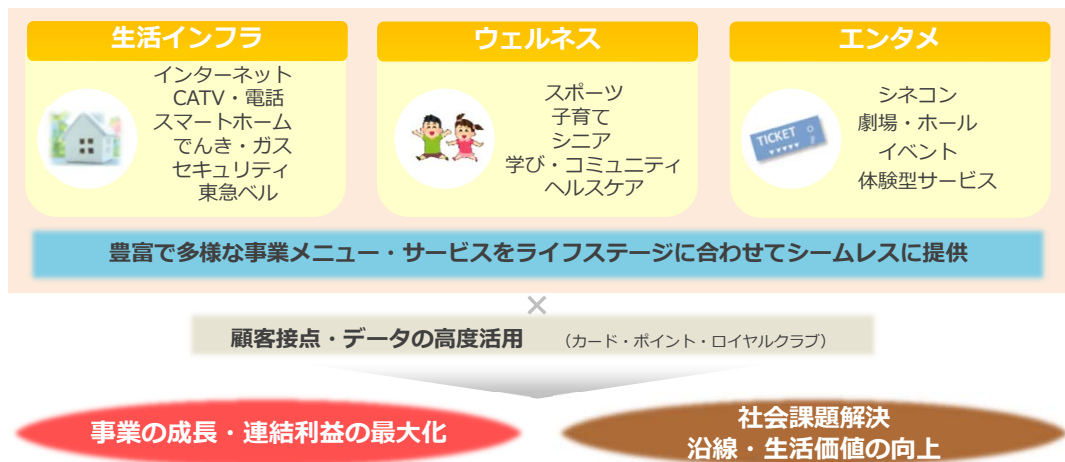 生活インフラ
インターネット
CATV・電話
スマートホーム
でんき・ガス
セキュリティ
東急ベル
ウェルネス
スポーツ
子育て
シニア
学び・コミュニティ
ヘルスケア
エンタメ
TICKET
シネコン
劇場・ホール
イベント
体験型サービス
豊富で多様な事業メニュー・サービスをライフステージに合わせてシームレスに提供
×
顧客接点・データの高度活用 （カード・ポイント・ロイヤルクラブ）
事業の成長・連結利益の最大化
社会課題解決
沿線・生活価値の向上